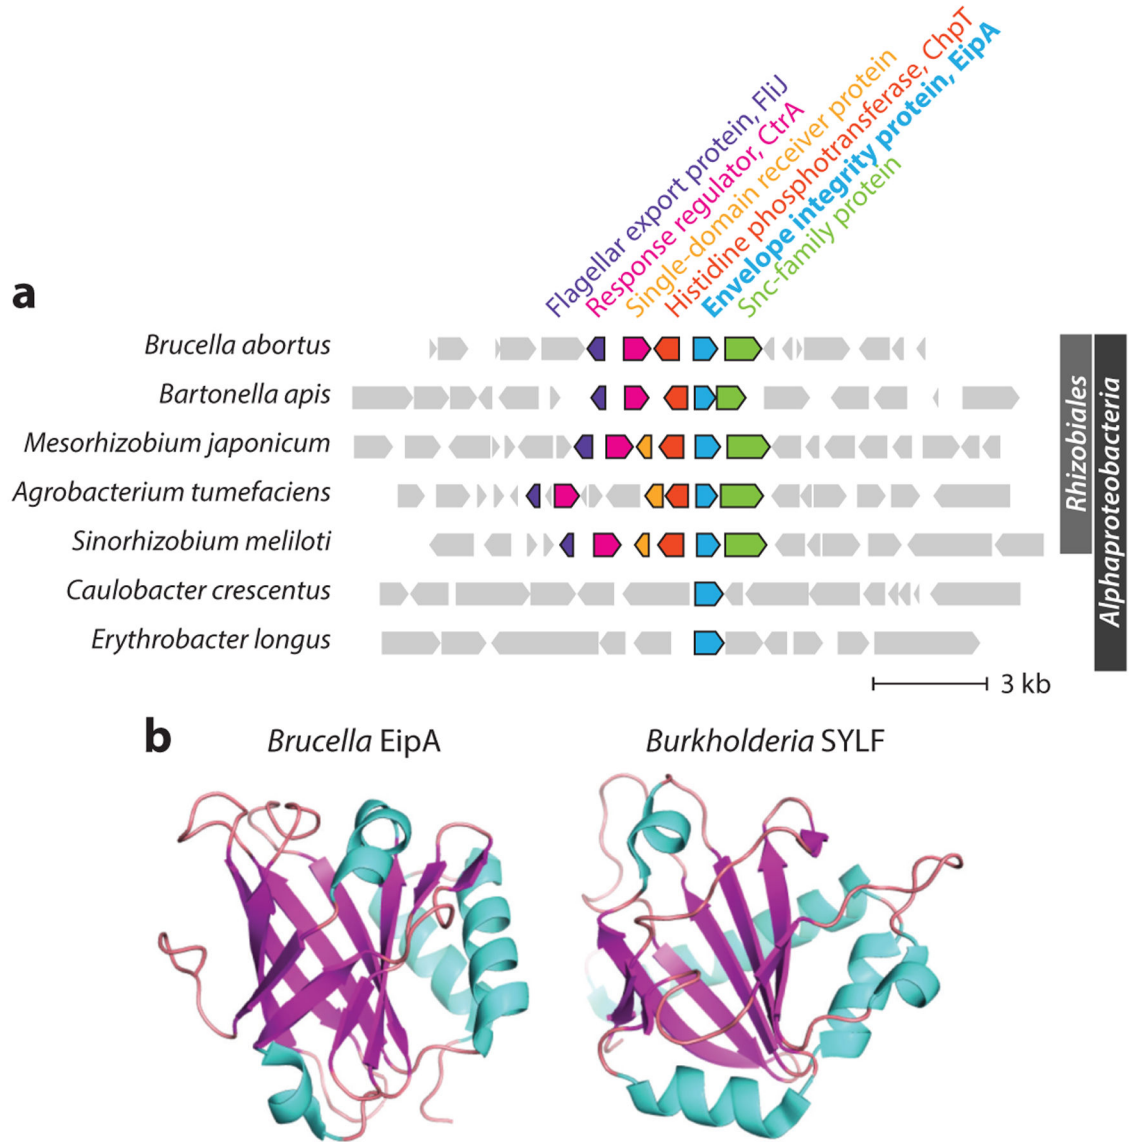 Flagellar export protein, FliJ
Response regulator, CtrA
Single-domain receiver protein
Histidine phosphotransferase, ChpT
Envelope integrity protein, EipA
Snc-family protein
a
Brucella abortus
Bartonella apis
Mesorhizobium japonicum
Agrobacterium tumefaciens
Sinorhizobium meliloti
Caulobacter crescentus
Erythrobacter longus
Rhizobiales
Alphaproteobacteria
3 kb
b
Brucella EipA
Burkholderia SYLF